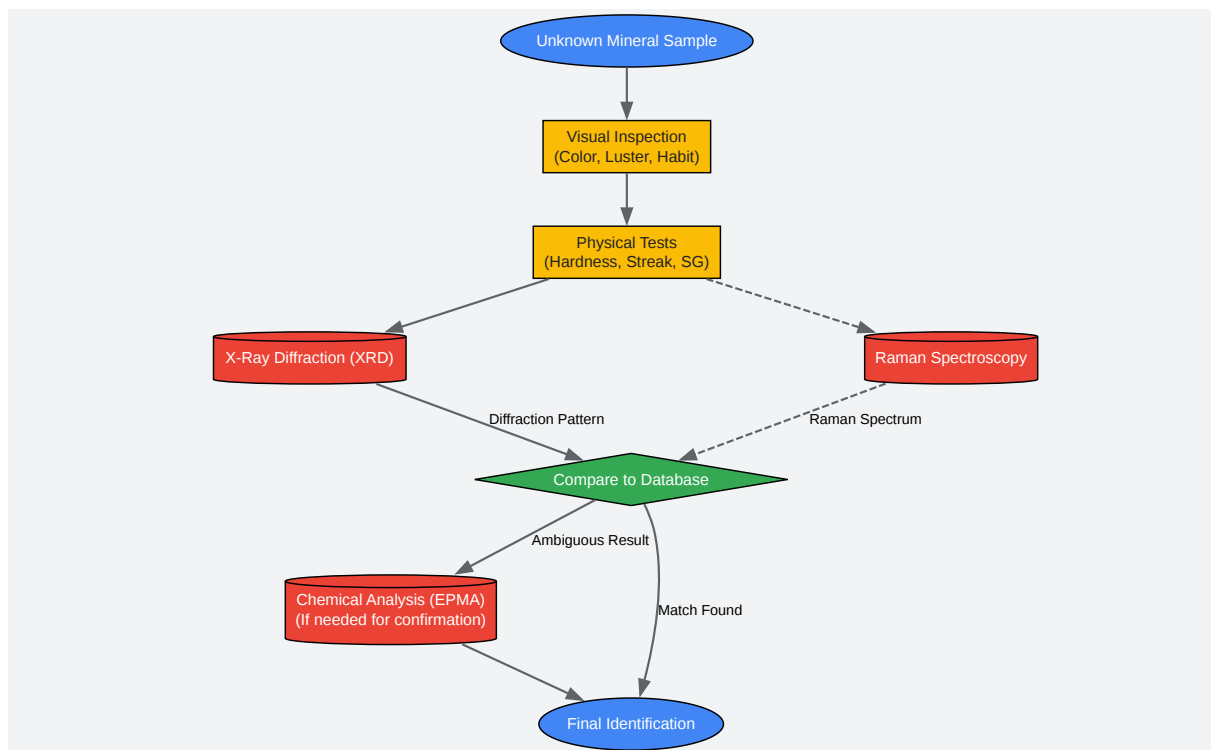 Unknown Mineral Sample
Visual Inspection
(Color, Luster, Habit)
Physical Tests
(Hardness, Streak, SG)
X-Ray Diffraction (XRD)
Raman Spectroscopy
Diffraction Pattern
Raman Spectrum
Compare to Database
Ambiguous Result
Chemical Analysis (EPMA)
(If needed for confirmation)
Match Found
Final Identification